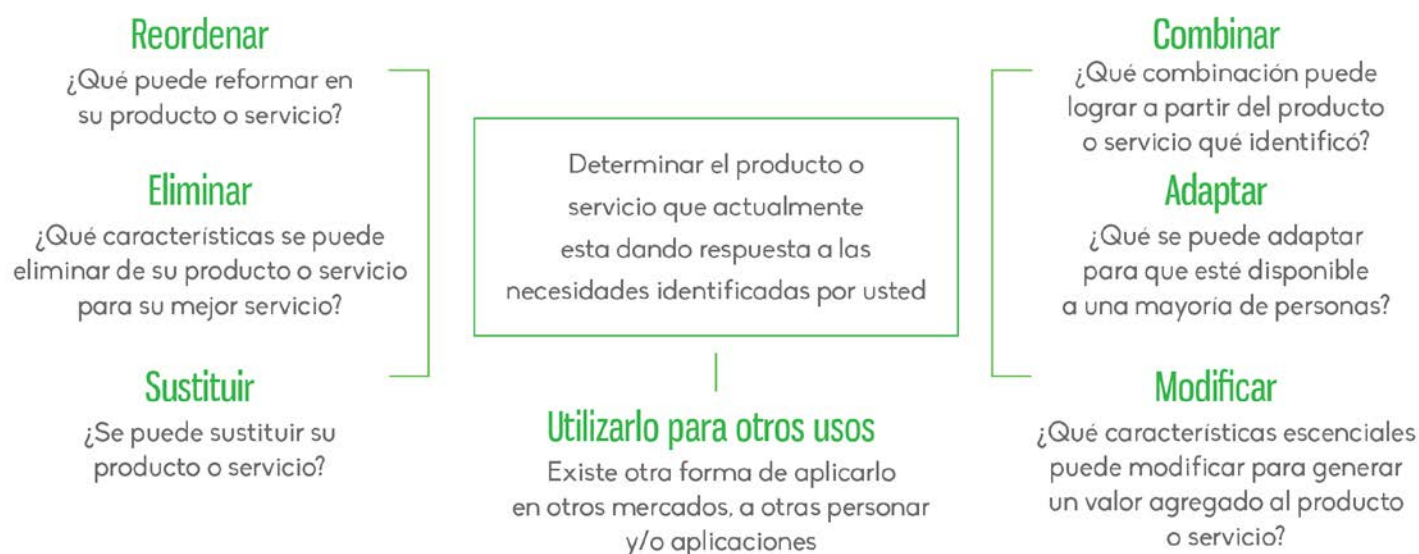 Reordenar
¿Qué puede reformar en
su producto o servicio?
Eliminar
¿Qué características se puede
eliminar de su producto o servicio
para su mejor servicio?
Sustituir
¿Se puede sustituir su
producto o servicio?
Determinar el producto o
servicio que actualmente
esta dando respuesta a las
necesidades identificadas por usted
Utilizarlo para otros usos
Existe otra forma de aplicarlo
en otros mercados, a otras personar
y/o aplicaciones
Combinar
¿Qué combinación puede
lograr a partir del producto
o servicio qué identificó?
Adaptar
¿Qué se puede adaptar
para que esté disponible
a una mayoría de personas?
Modificar
¿Qué características escenciales
puede modificar para generar
un valor agregado al producto
o servicio?